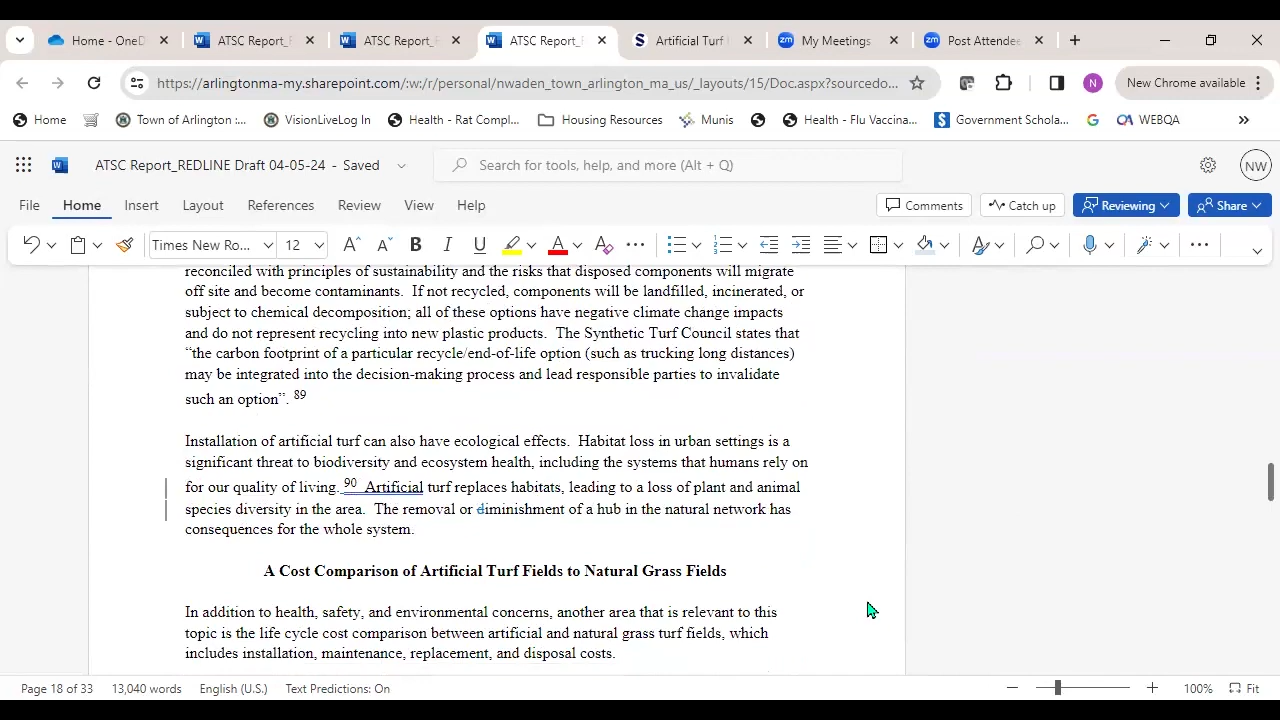 Home - OneD
ATSC Report_F
ATSC Report_F
ATSC Report_F
Artificial Turf
zm My Meetings
zm Post Attendee
https://arlingtonma-my.sharepoint.com/:w:/r/personal/nwaden_town_arlington_ma_us/_layouts/15/Doc.aspx?sourcedo...
N
New Chrome available
Home
Town of Arlington :...
VisionLiveLog In
Health - Rat Compl...
Housing Resources
Munis
Health - Flu Vaccina...
Government Schola...
WEBQA
ATSC Report_REDLINE Draft 04-05-24 - Saved
Search for tools, help, and more (Alt + Q)
NW
File Home Insert Layout References Review View Help
Comments Catch up Reviewing Share
Times New Ro... 12
reconciled with principles of sustainability and the risks that disposed components will migrate
off site and become contaminants. If not recycled, components will be landfilled, incinerated, or
subject to chemical decomposition; all of these options have negative climate change impacts
and do not represent recycling into new plastic products. The Synthetic Turf Council states that
“the carbon footprint of a particular recycle/end-of-life option (such as trucking long distances)
may be integrated into the decision-making process and lead responsible parties to invalidate
such an option”. 89
Installation of artificial turf can also have ecological effects. Habitat loss in urban settings is a
significant threat to biodiversity and ecosystem health, including the systems that humans rely on
for our quality of living. 90 Artificial turf replaces habitats, leading to a loss of plant and animal
species diversity in the area. The removal or diminishment of a hub in the natural network has
consequences for the whole system.
A Cost Comparison of Artificial Turf Fields to Natural Grass Fields
In addition to health, safety, and environmental concerns, another area that is relevant to this
topic is the life cycle cost comparison between artificial and natural grass turf fields, which
includes installation, maintenance, replacement, and disposal costs.
Page 18 of 33 13,040 words English (U.S.) Text Predictions: On 100% Fit